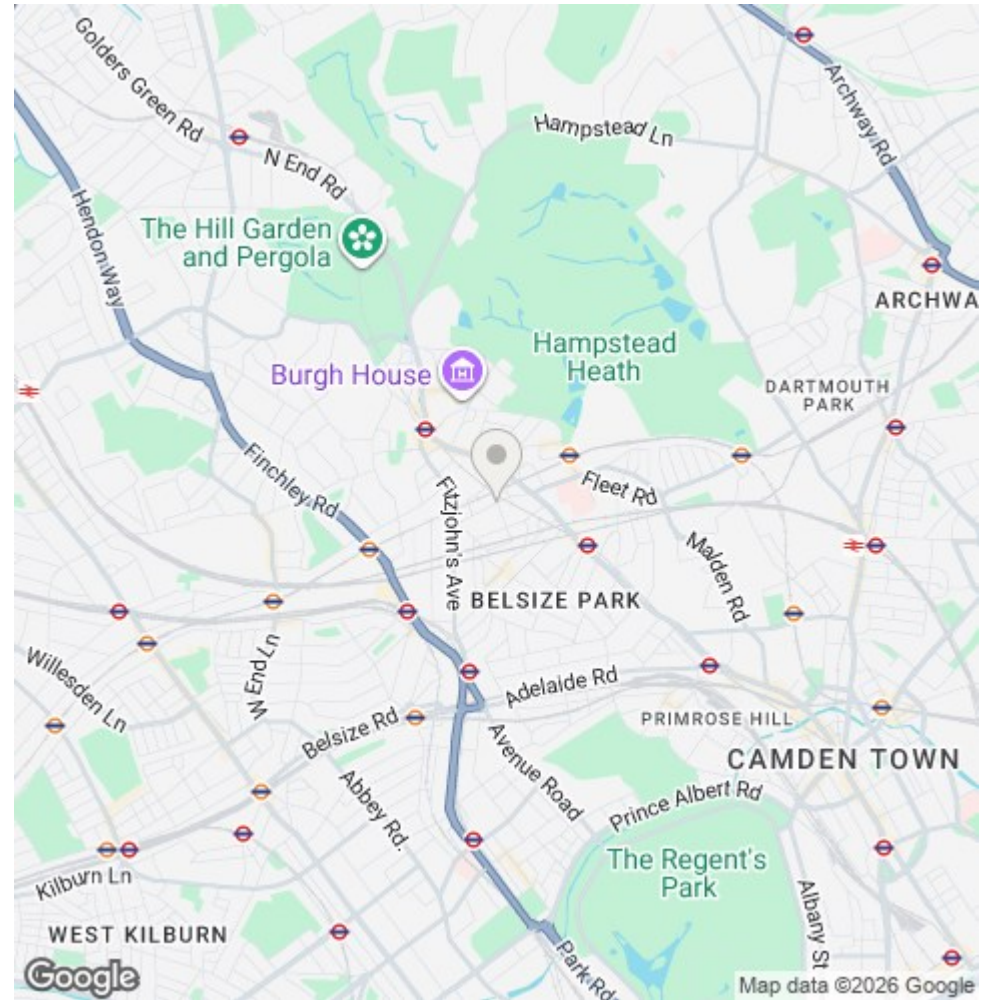 Golders Green Rd
N End Rd
Hampstead Ln
Archway Rd
Hendon Way
The Hill Garden
and Pergola
ARCHWA
Burgh House
Hampstead
Heath
DARTMOUTH
PARK
Finchley Rd
Fitzjohn's Ave
Fleet Rd
Malden Rd
BELSIZE PARK
W End Ln
Willesden Ln
Adelaide Rd
Belsize Rd
PRIMROSE HILL
Avenue Road
CAMDEN TOWN
Abbey Rd.
Prince Albert Rd
The Regent's
Park
Kilburn Ln
Albany St
WEST KILBURN
Park Rd
Google
Map data ©2026 Google